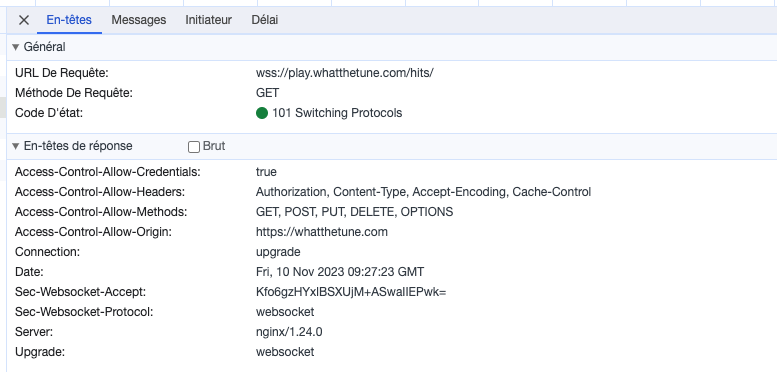 En-têtes Messages Initiateur Délai
Général
URL De Requête: wss://play.whatthetune.com/hits/
Méthode De Requête: GET
Code D'état: 101 Switching Protocols
En-têtes de réponse Brut
Access-Control-Allow-Credentials: true
Access-Control-Allow-Headers: Authorization, Content-Type, Accept-Encoding, Cache-Control
Access-Control-Allow-Methods: GET, POST, PUT, DELETE, OPTIONS
Access-Control-Allow-Origin: https://whatthetune.com
Connection: upgrade
Date: Fri, 10 Nov 2023 09:27:23 GMT
Sec-Websocket-Accept: Kfo6gzHYxlBSXUjM+ASwaIIEPwk=
Sec-Websocket-Protocol: websocket
Server: nginx/1.24.0
Upgrade: websocket